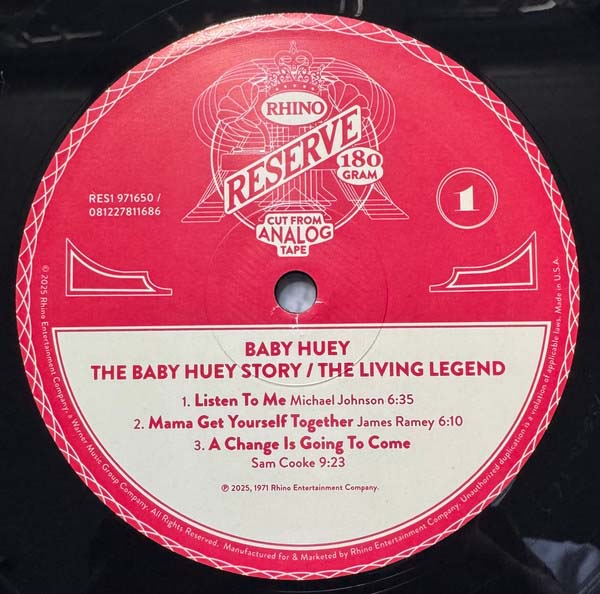 RHINO
RESERVE
180
GRAM
CUT FROM
ANALOG
TAPE
RES1 971650 /
081227811686
1
BABY HUEY
THE BABY HUEY STORY / THE LIVING LEGEND
1. Listen To Me Michael Johnson 6:35
2. Mama Get Yourself Together James Ramey 6:10
3. A Change Is Going To Come
Sam Cooke 9:23
℗ 2025, 1971 Rhino Entertainment Company.
© 2025 Rhino Entertainment Company, a Warner Music Group Company. All Rights Reserved. Manufactured for & Marketed by Rhino Entertainment Company. Unauthorized duplication is a violation of applicable laws. Made in U.S.A.